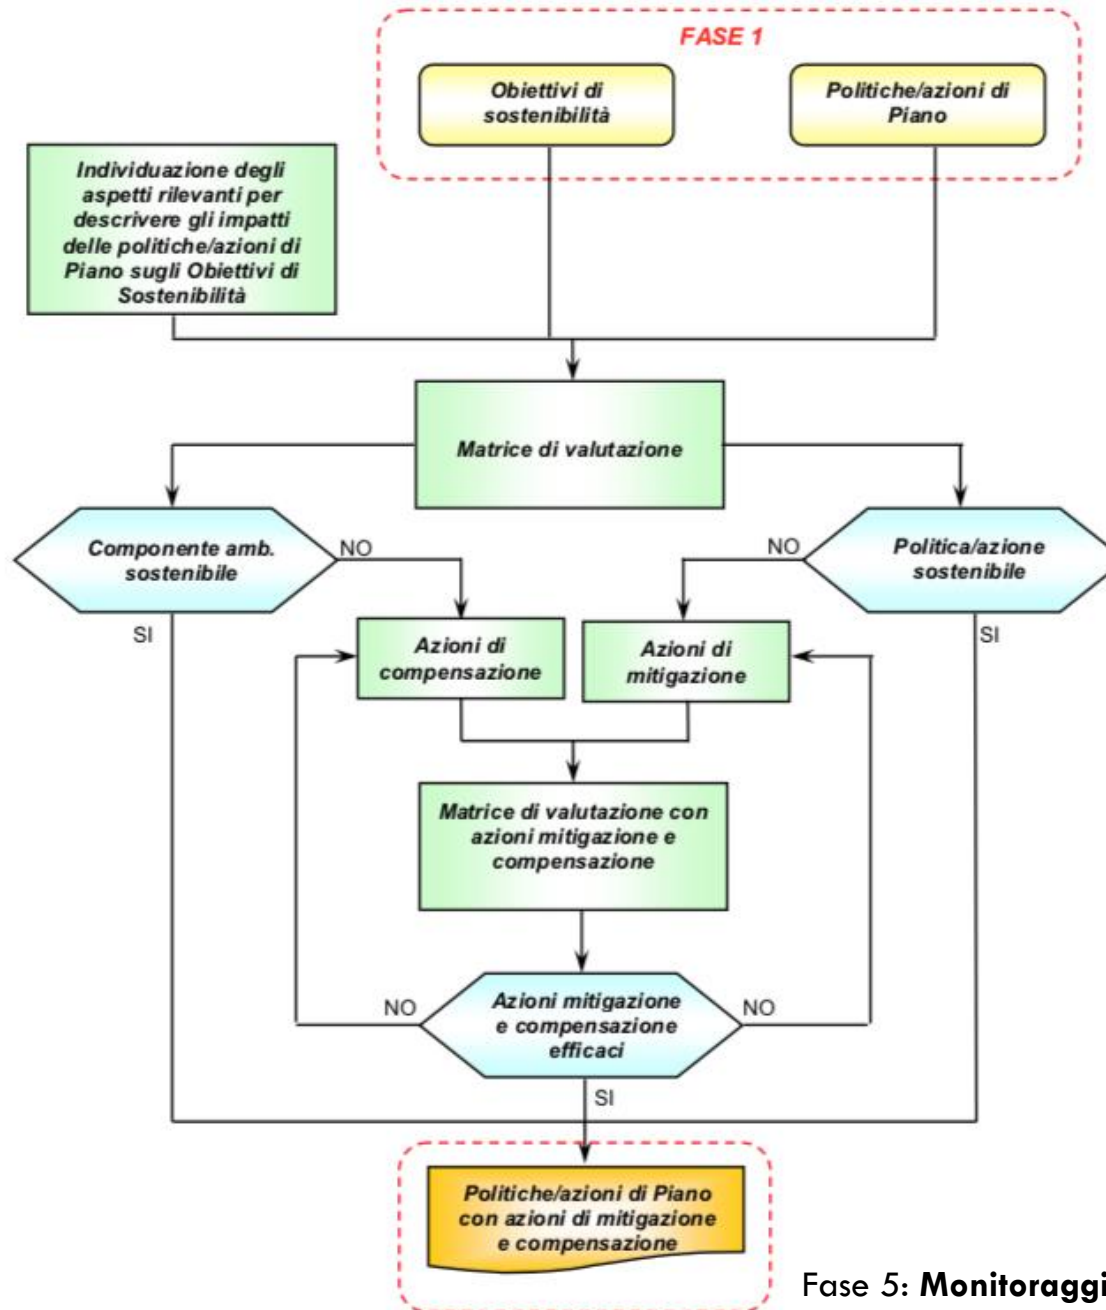 FASE 1
Obiettivi di
sostenibilità
Politiche/azioni di
Piano
Individuazione degli
aspetti rilevanti per
descrivere gli impatti
delle politiche/azioni di
Piano sugli Obiettivi di
Sostenibilità
Matrice di valutazione
Componente amb.
sostenibile
NO
NO
Politica/azione
sostenibile
SI
SI
Azioni di
compensazione
Azioni di
mitigazione
Matrice di valutazione con
azioni mitigazione e
compensazione
NO
Azioni mitigazione
e compensazione
efficaci
NO
SI
Politiche/azioni di Piano
con azioni di mitigazione
e compensazione
Fase 5: Monitoraggi